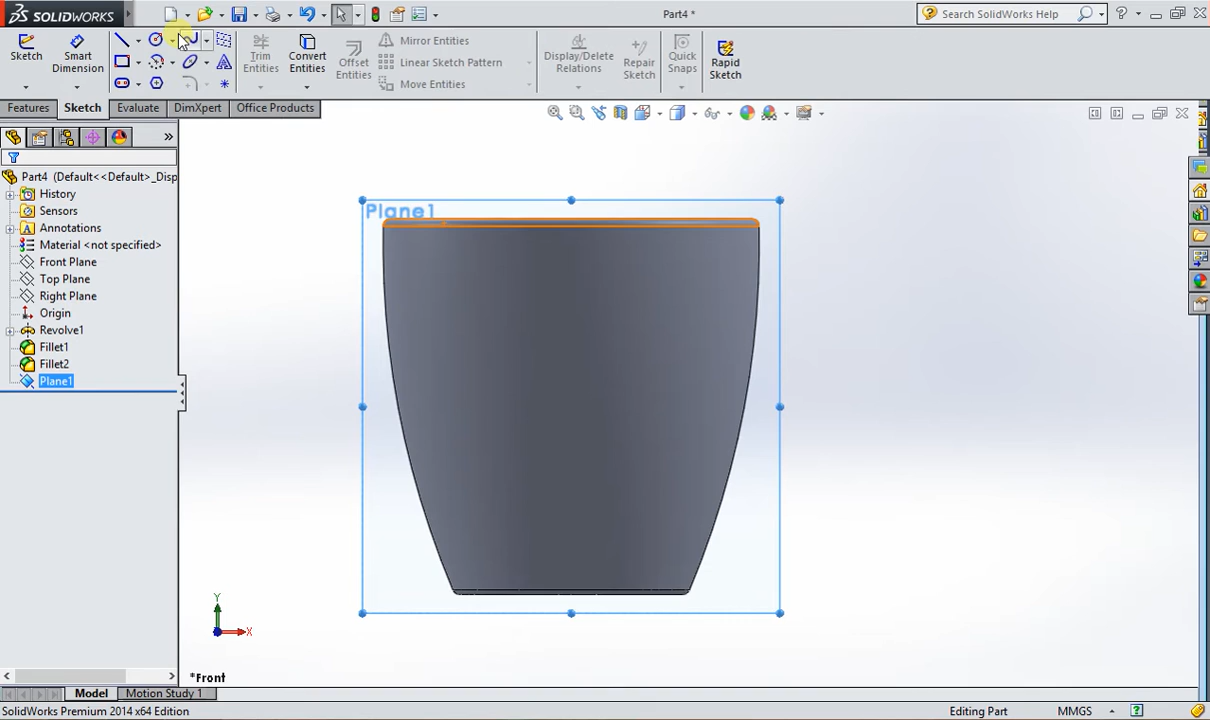 SOLIDWORKS
Part4 *
Search SolidWorks Help
Sketch
Smart Dimension
Trim Entities
Convert Entities
Offset Entities
Mirror Entities
Linear Sketch Pattern
Move Entities
Display/Delete Relations
Repair Sketch
Quick Snaps
Rapid Sketch
Features
Sketch
Evaluate
DimXpert
Office Products
Part4 (Default<<Default>_Disp
History
Sensors
Annotations
Material <not specified>
Front Plane
Top Plane
Right Plane
Origin
Revolve1
Fillet1
Fillet2
Plane1
Plane1
Y
X
*Front
Model
Motion Study 1
SolidWorks Premium 2014 x64 Edition
Editing Part
MMGS